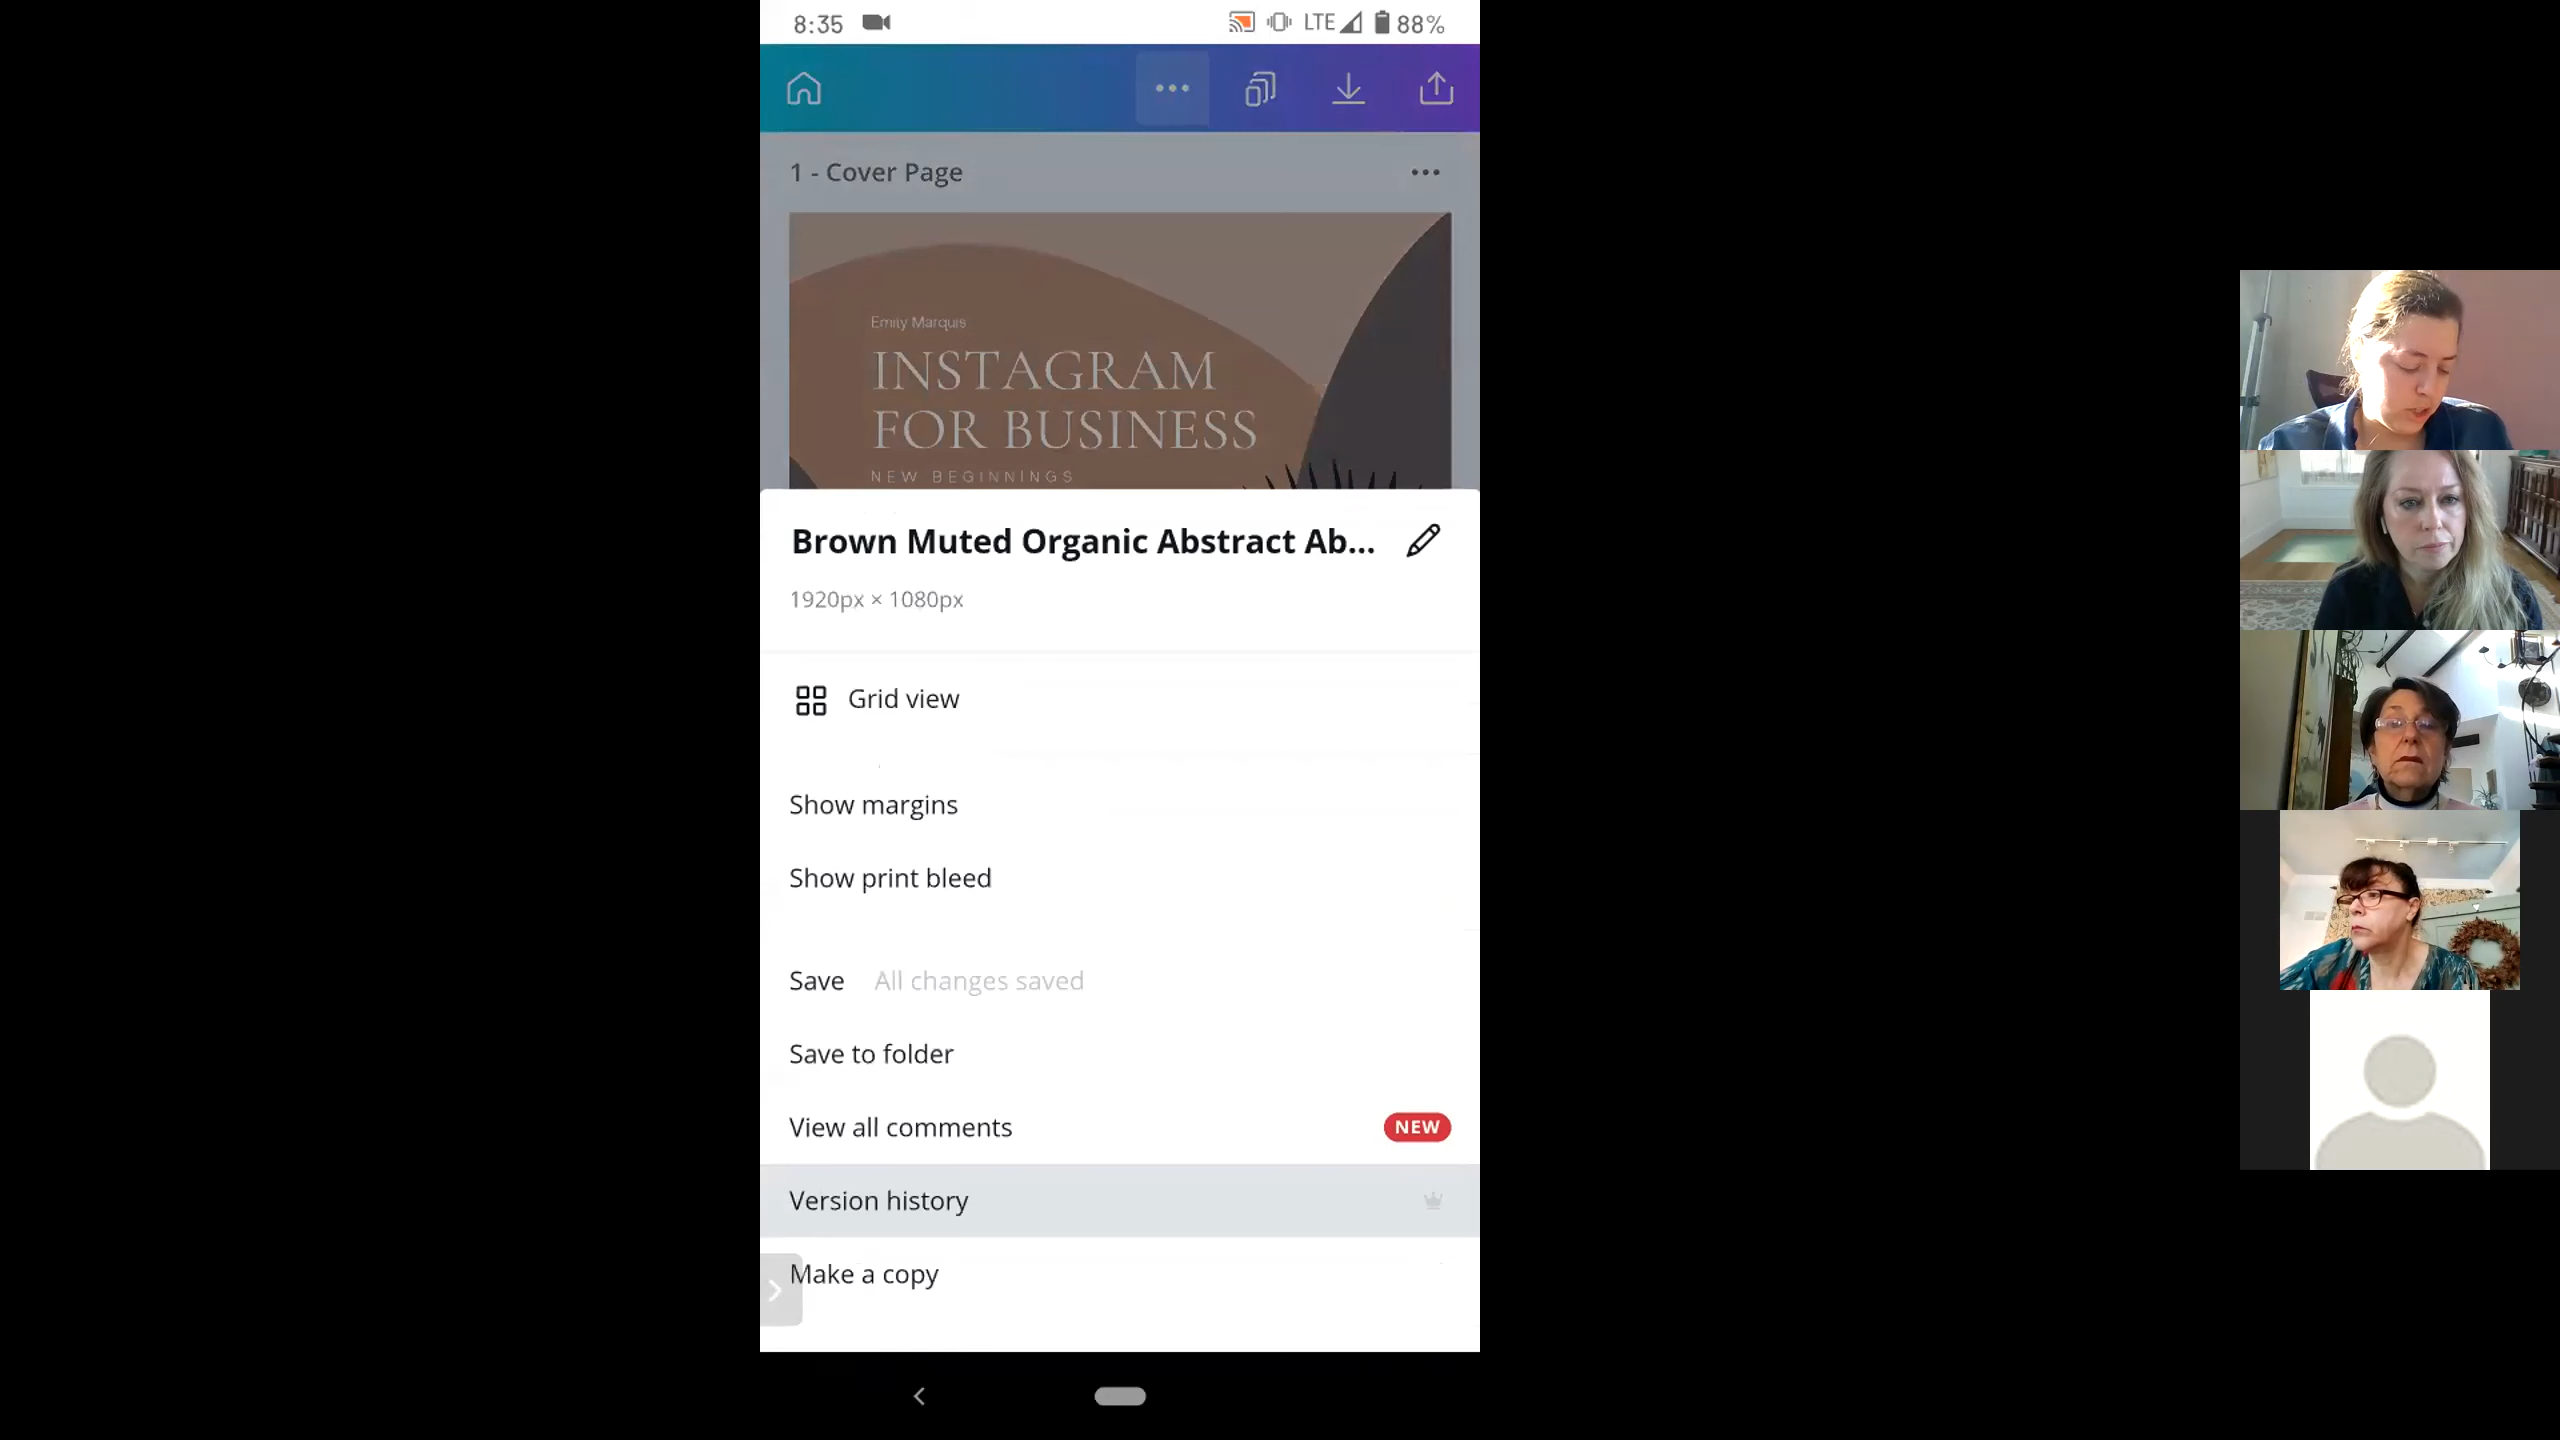 8:35
LTE 88%
1 - Cover Page
Emily Marquis
INSTAGRAM
FOR BUSINESS
NEW BEGINNINGS
Brown Muted Organic Abstract Ab...
1920px × 1080px
Grid view
Show margins
Show print bleed
Save All changes saved
Save to folder
View all comments NEW
Version history
Make a copy